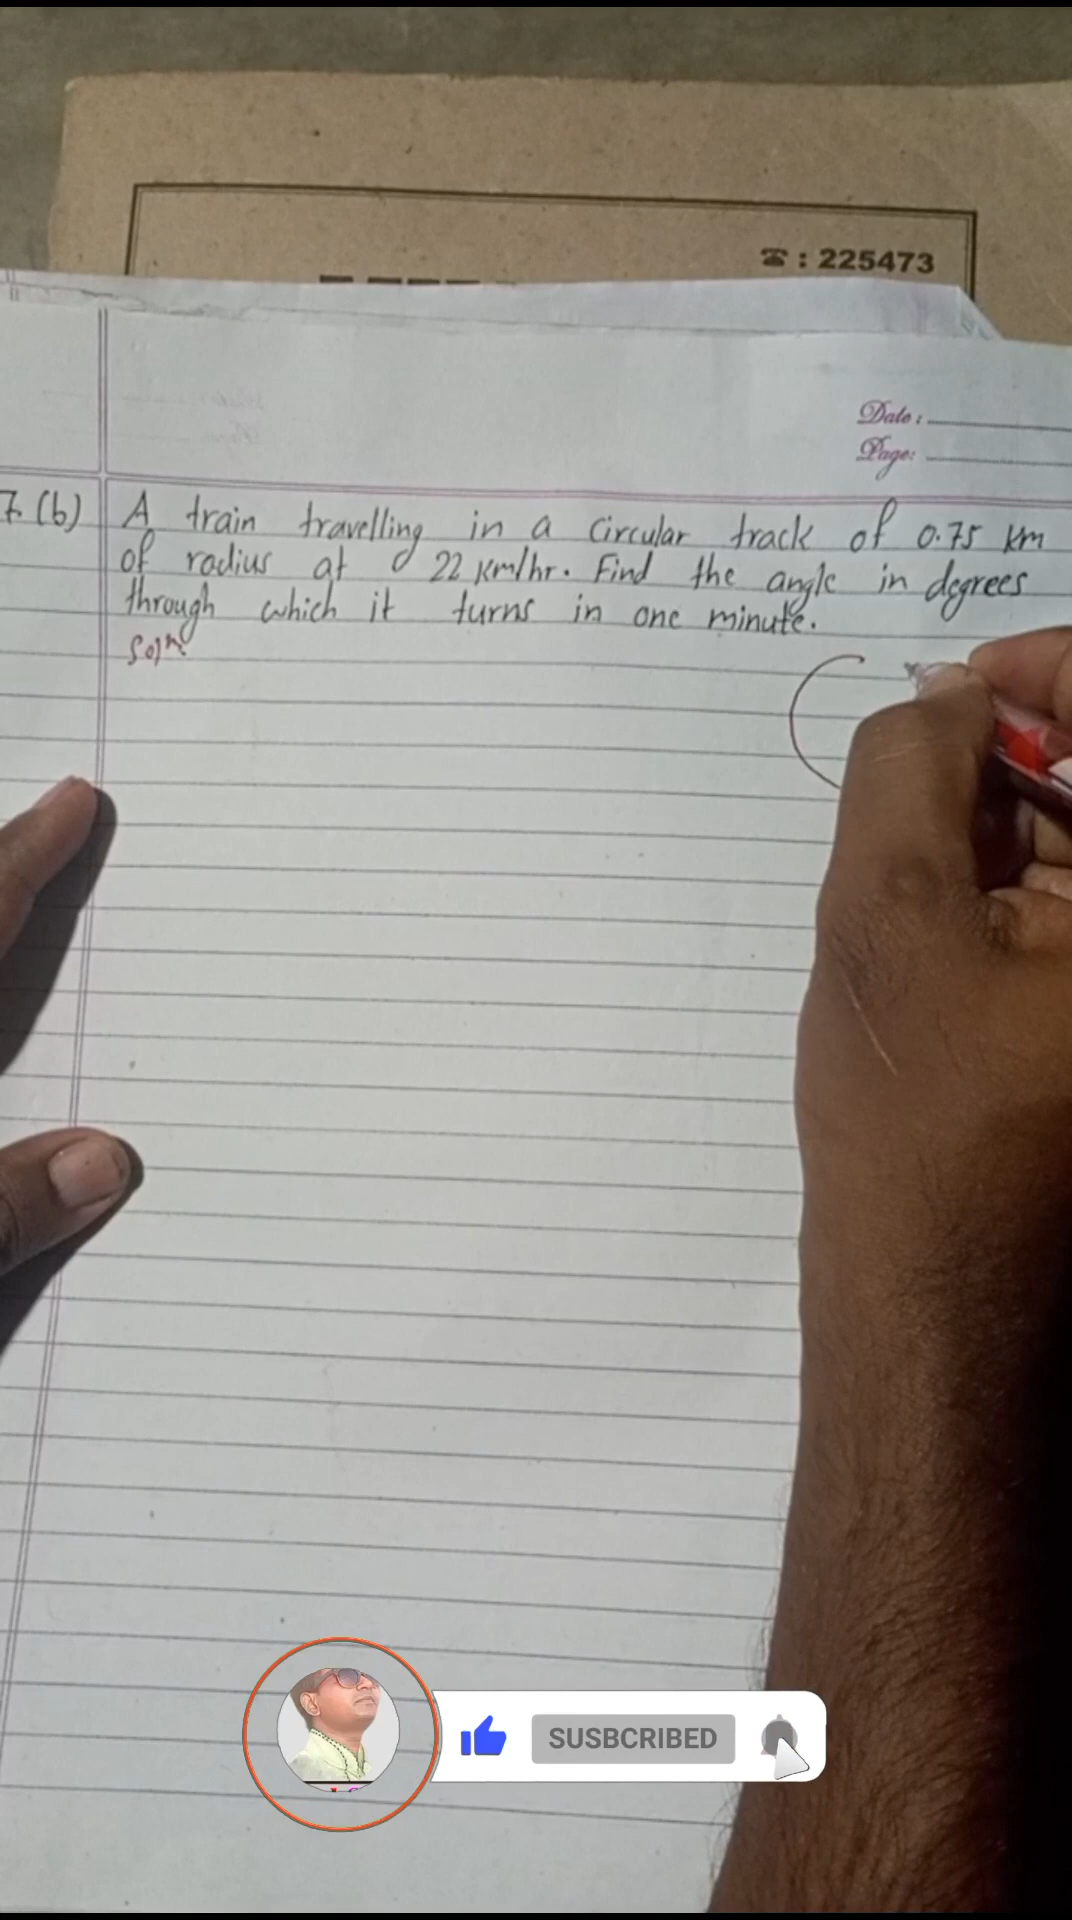 ☎ : 225473
Date :
Page:
7. (b) A train travelling in a circular track of 0.75 km
of radius at 22 km/hr. Find the angle in degrees
through which it turns in one minute.
Soln
SUSBCRIBED